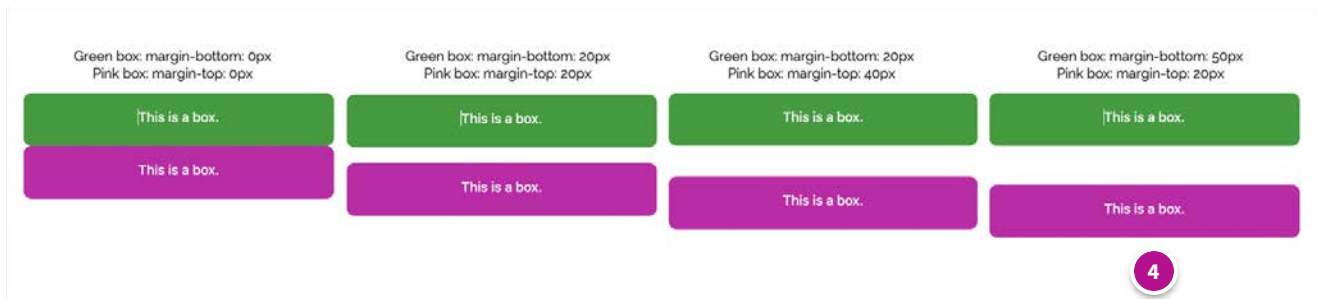 Green box: margin-bottom: 0px
Pink box: margin-top: 0px
This is a box.
This is a box.
Green box: margin-bottom: 20px
Pink box: margin-top: 20px
This is a box.
This is a box.
Green box: margin-bottom: 20px
Pink box: margin-top: 40px
This is a box.
This is a box.
Green box: margin-bottom: 50px
Pink box: margin-top: 20px
This is a box.
This is a box.
4